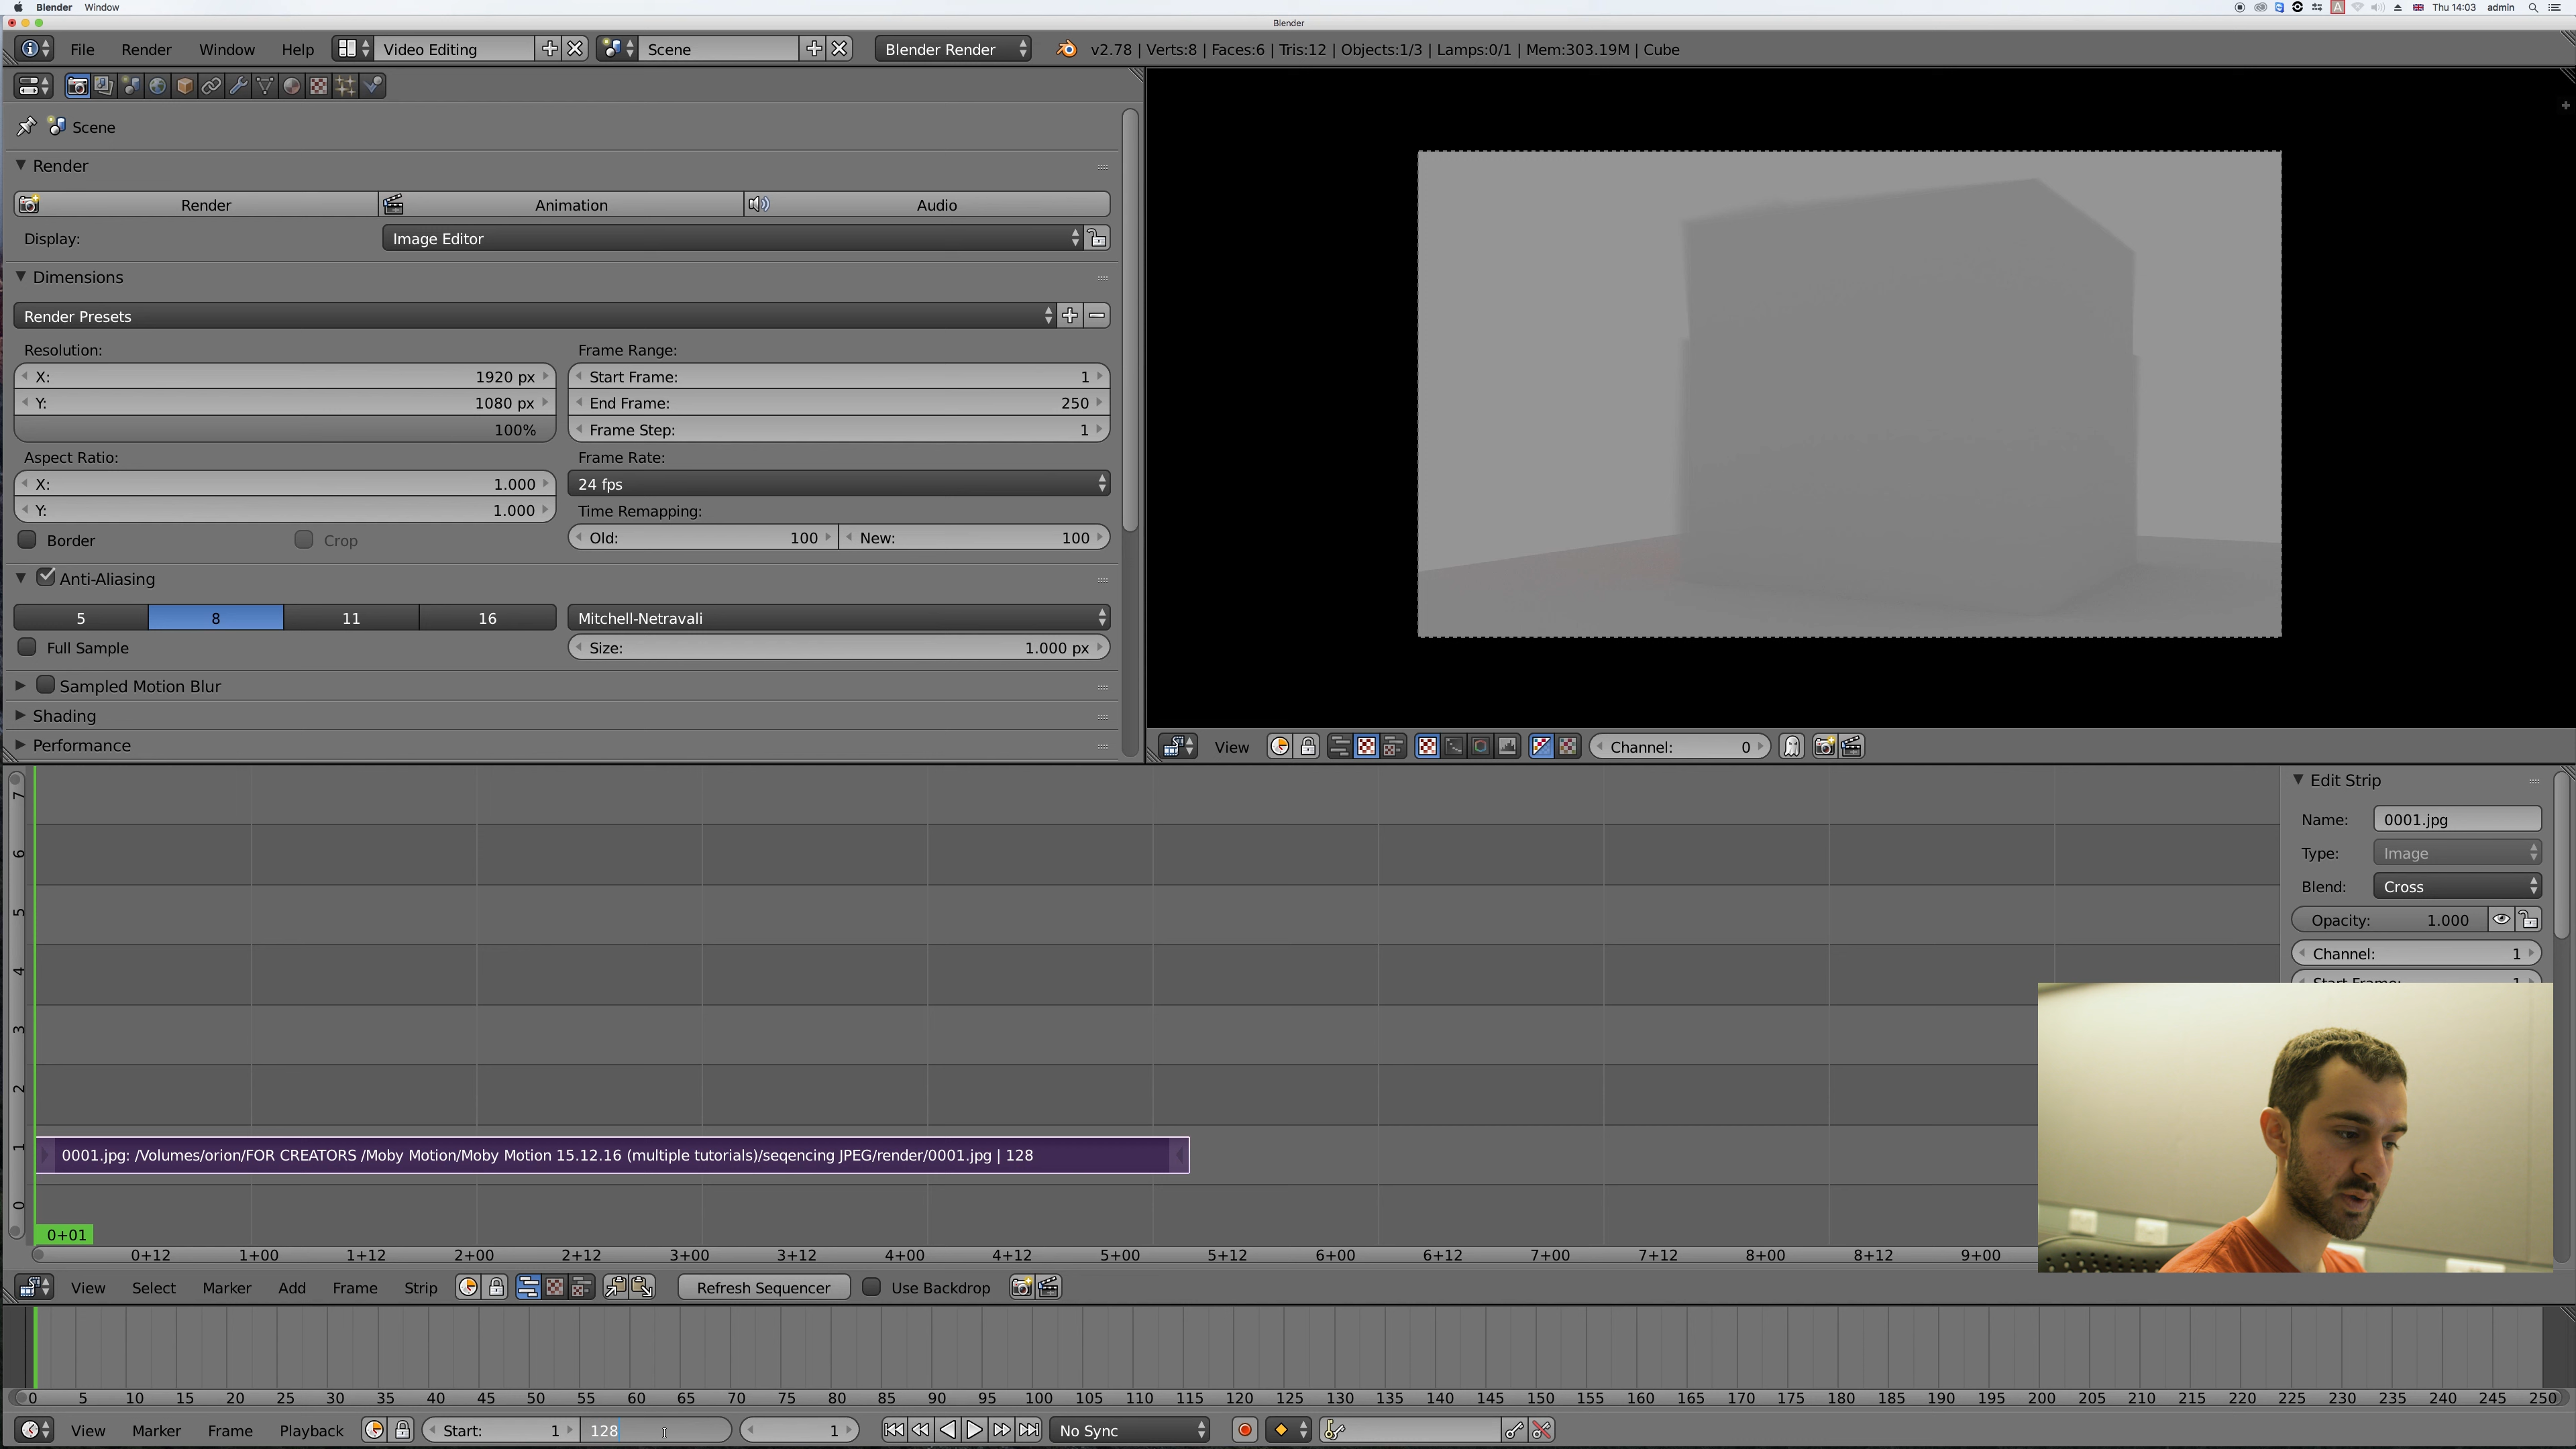 Blender Window A Thu 14:03 admin
Blender
File Render Window Help Video Editing Scene Blender Render v2.78 | Verts:8 | Faces:6 | Tris:12 | Objects:1/3 | Lamps:0/1 | Mem:303.19M | Cube
Scene
Render
Render Animation Audio
Display: Image Editor
Dimensions
Render Presets
Resolution: Frame Range:
X: 1920 px Start Frame: 1
Y: 1080 px End Frame: 250
100% Frame Step: 1
Aspect Ratio: Frame Rate:
X: 1.000 24 fps
Y: 1.000 Time Remapping:
Border Crop Old: 100 New: 100
Anti-Aliasing
5 8 11 16 Mitchell-Netravali
Full Sample Size: 1.000 px
Sampled Motion Blur
Shading
Performance
View Channel: 0
7
6
5
4
3
2
1
0
Edit Strip
Name: 0001.jpg
Type: Image
Blend: Cross
Opacity: 1.000
Channel: 1
Start Frame: 1
0001.jpg: /Volumes/orion/FOR CREATORS /Moby Motion/Moby Motion 15.12.16 (multiple tutorials)/seqencing JPEG/render/0001.jpg | 128
0+01
0+12 1+00 1+12 2+00 2+12 3+00 3+12 4+00 4+12 5+00 5+12 6+00 6+12 7+00 7+12 8+00 8+12 9+00
View Select Marker Add Frame Strip Refresh Sequencer Use Backdrop
0 5 10 15 20 25 30 35 40 45 50 55 60 65 70 75 80 85 90 95 100 105 110 115 120 125 130 135 140 145 150 155 160 165 170 175 180 185 190 195 200 205 210 215 220 225 230 235 240 245 250
View Marker Frame Playback Start: 1 128 1 No Sync